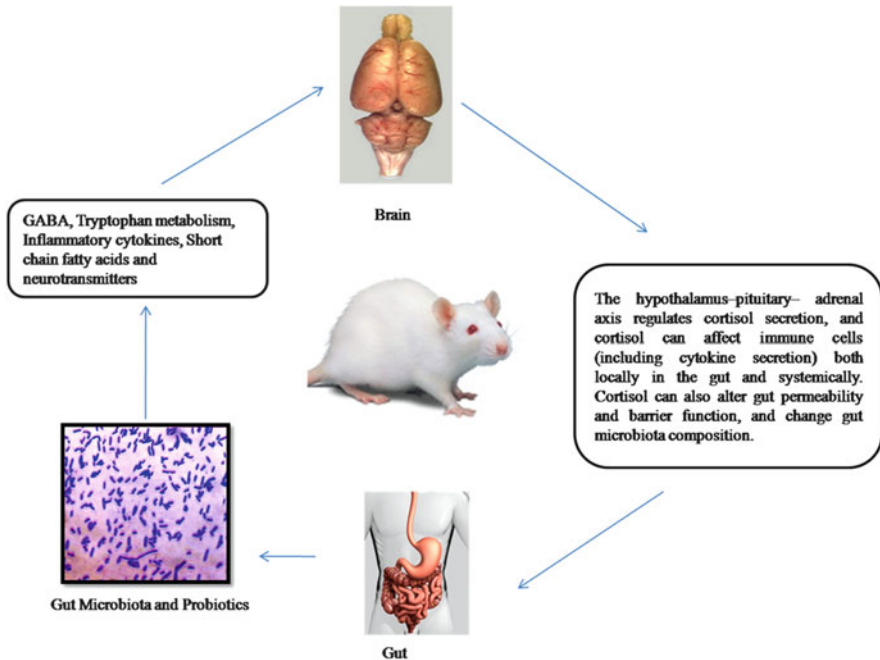 Brain
GABA, Tryptophan metabolism,
Inflammatory cytokines, Short
chain fatty acids and
neurotransmitters
The hypothalamus–pituitary– adrenal
axis regulates cortisol secretion, and
cortisol can affect immune cells
(including cytokine secretion) both
locally in the gut and systemically.
Cortisol can also alter gut permeability
and barrier function, and change gut
microbiota composition.
Gut Microbiota and Probiotics
Gut